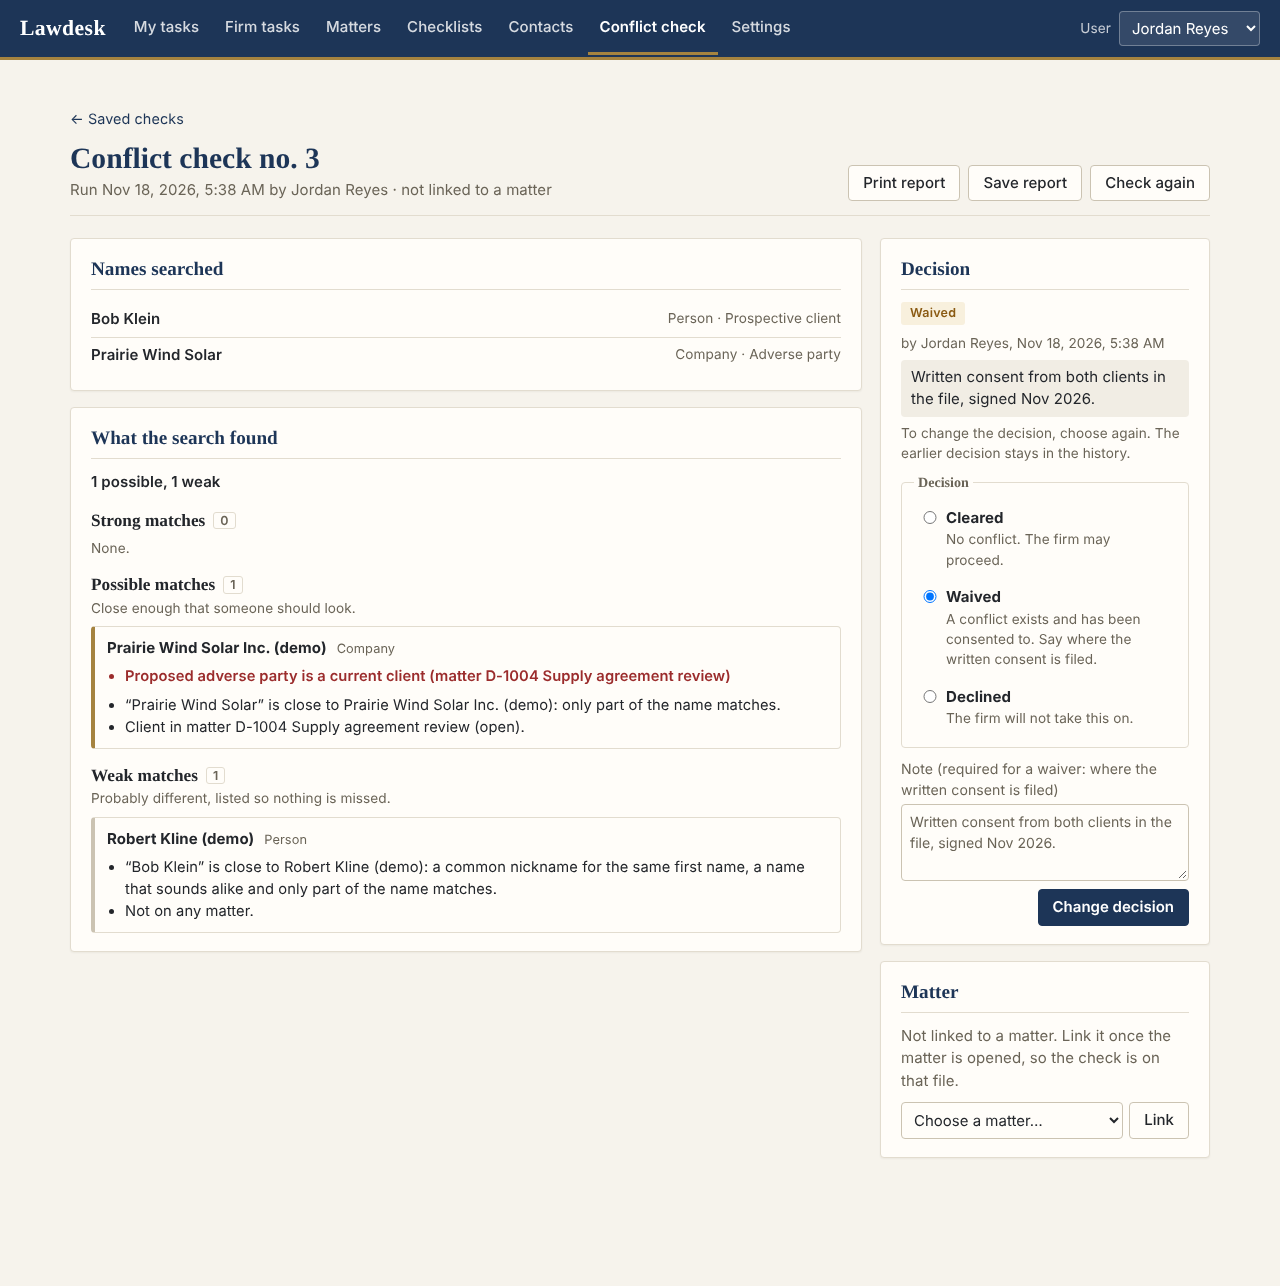 Lawdesk My tasks Firm tasks Matters Checklists Contacts Conflict check Settings User Jordan Reyes
← Saved checks
Conflict check no. 3
Run Nov 18, 2026, 5:38 AM by Jordan Reyes · not linked to a matter
Print report Save report Check again
Names searched
Bob Klein Person · Prospective client
Prairie Wind Solar Company · Adverse party
What the search found
1 possible, 1 weak
Strong matches 0
None.
Possible matches 1
Close enough that someone should look.
Prairie Wind Solar Inc. (demo) Company
• Proposed adverse party is a current client (matter D-1004 Supply agreement review)
• “Prairie Wind Solar” is close to Prairie Wind Solar Inc. (demo): only part of the name matches.
• Client in matter D-1004 Supply agreement review (open).
Weak matches 1
Probably different, listed so nothing is missed.
Robert Kline (demo) Person
• “Bob Klein” is close to Robert Kline (demo): a common nickname for the same first name, a name
that sounds alike and only part of the name matches.
• Not on any matter.
Decision
Waived
by Jordan Reyes, Nov 18, 2026, 5:38 AM
Written consent from both clients in
the file, signed Nov 2026.
To change the decision, choose again. The
earlier decision stays in the history.
Decision
Cleared
No conflict. The firm may
proceed.
Waived
A conflict exists and has been
consented to. Say where the
written consent is filed.
Declined
The firm will not take this on.
Note (required for a waiver: where the
written consent is filed)
Written consent from both clients in the
file, signed Nov 2026.
Change decision
Matter
Not linked to a matter. Link it once the
matter is opened, so the check is on
that file.
Choose a matter... Link